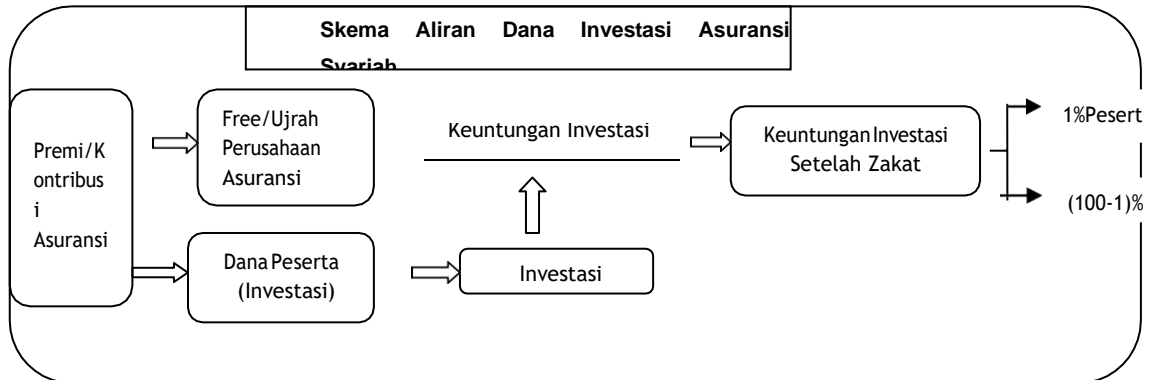 Skema Aliran Dana Investasi Asuransi
Syariah
Premi/K
ontribus
i
Asuransi
Free/Ujrah
Perusahaan
Asuransi
Dana Peserta
(Investasi)
Keuntungan Investasi
Investasi
Keuntungan Investasi
Setelah Zakat
1%Pesert
(100-1)%